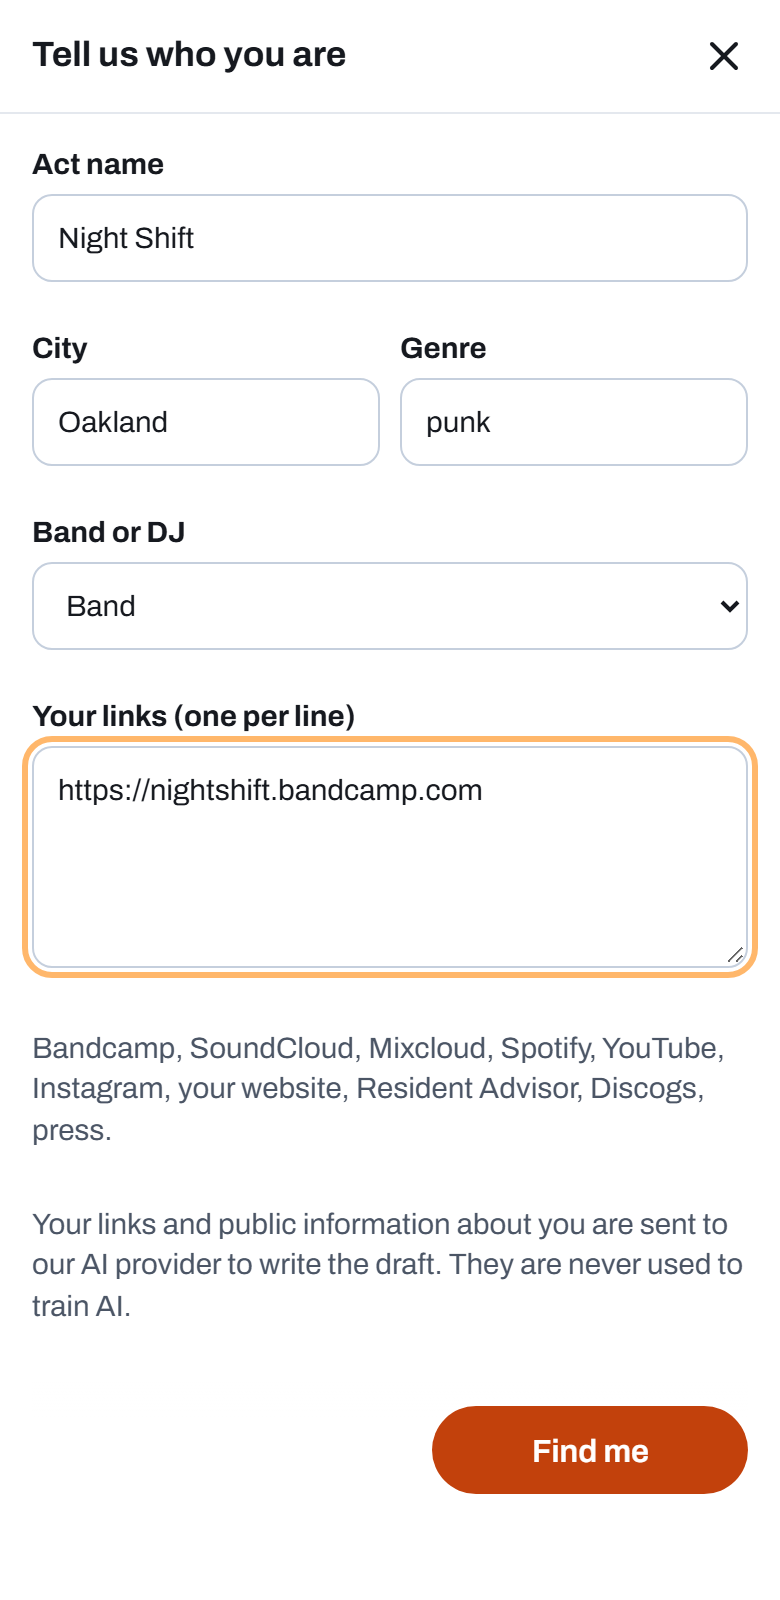 Tell us who you are
Act name
Night Shift
City
Genre
Oakland
punk
Band or DJ
Band
Your links (one per line)
https://nightshift.bandcamp.com
Bandcamp, SoundCloud, Mixcloud, Spotify, YouTube,
Instagram, your website, Resident Advisor, Discogs,
press.
Your links and public information about you are sent to
our AI provider to write the draft. They are never used to
train AI.
Find me